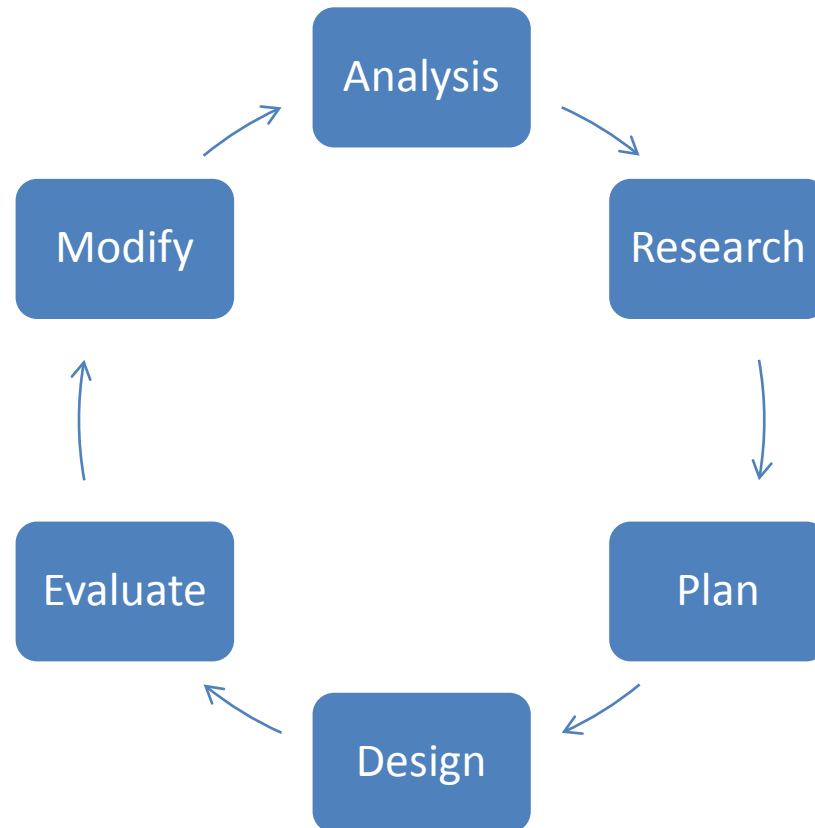 Analysis
Research
Plan
Design
Evaluate
Modify